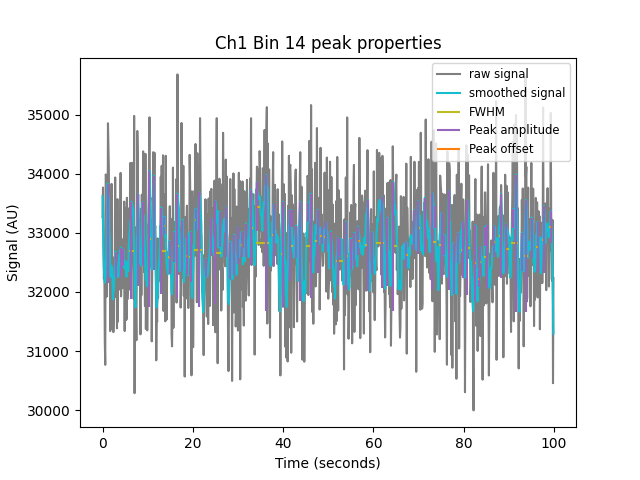 Ch1 Bin 14 peak properties
raw signal
smoothed signal
FWHM
Peak amplitude
Peak offset
Signal (AU)
35000
34000
33000
32000
31000
30000
0 20 40 60 80 100
Time (seconds)